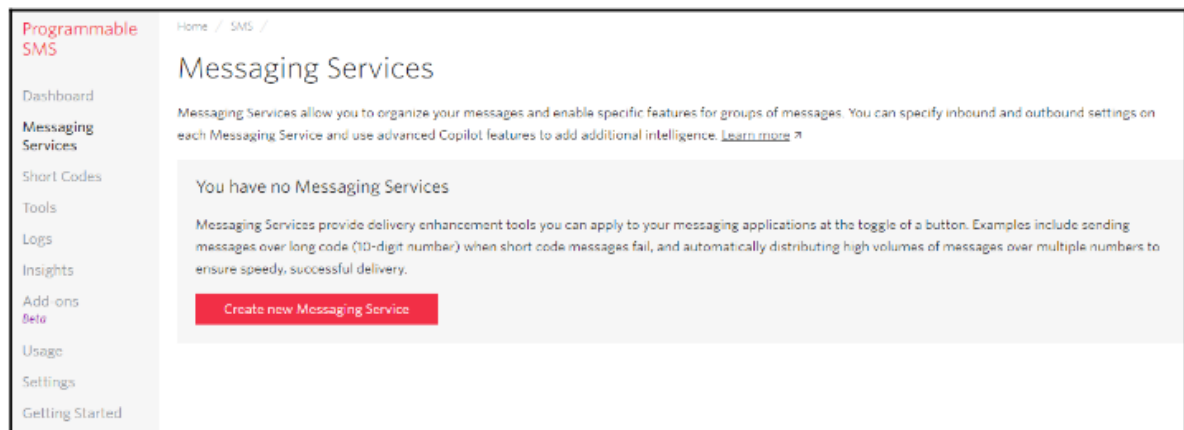 Programmable
SMS
Dashboard
Messaging
Services
Short Codes
Tools
Logs
Insights
Add-ons
Beta
Usage
Settings
Getting Started
Home / SMS /
Messaging Services
Messaging Services allow you to organize your messages and enable specific features for groups of messages. You can specify inbound and outbound settings on
each Messaging Service and use advanced Copilot features to add additional intelligence. Learn more ↗
You have no Messaging Services
Messaging Services provide delivery enhancement tools you can apply to your messaging applications at the toggle of a button. Examples include sending
messages over long code (10-digit number) when short code messages fail, and automatically distributing high volumes of messages over multiple numbers to
ensure speedy, successful delivery.
Create new Messaging Service